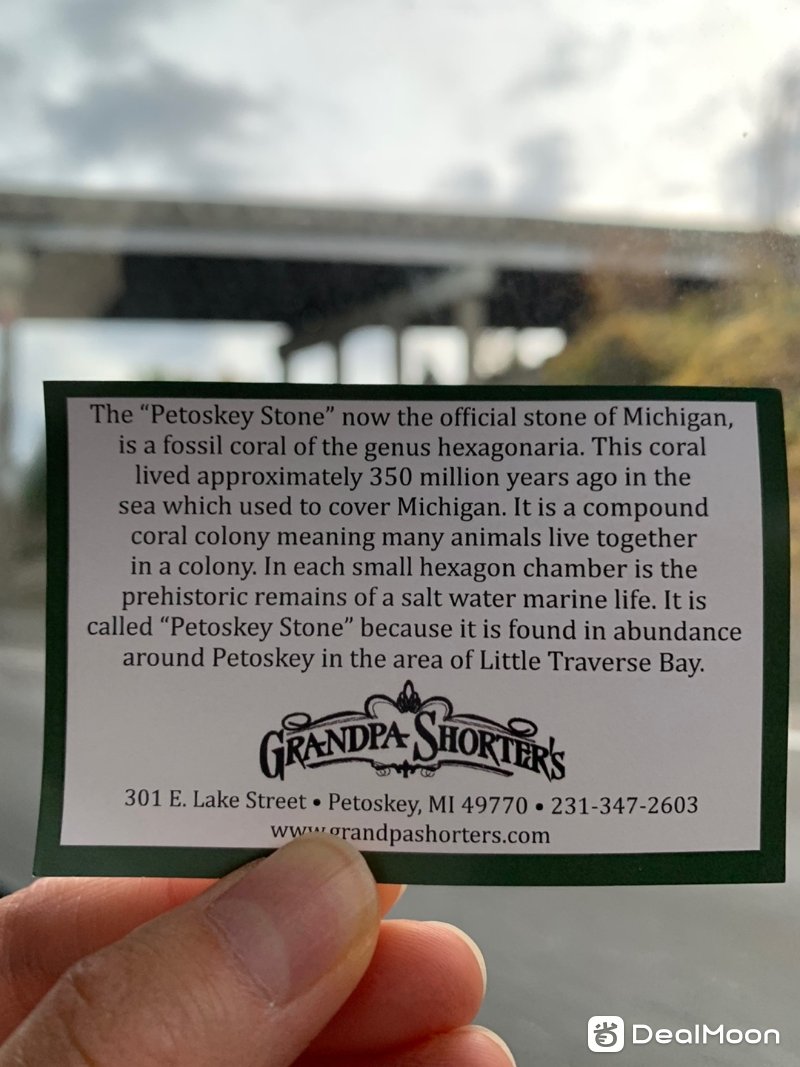 The “Petoskey Stone” now the official stone of Michigan,
is a fossil coral of the genus hexagonaria. This coral
lived approximately 350 million years ago in the
sea which used to cover Michigan. It is a compound
coral colony meaning many animals live together
in a colony. In each small hexagon chamber is the
prehistoric remains of a salt water marine life. It is
called “Petoskey Stone” because it is found in abundance
around Petoskey in the area of Little Traverse Bay.
GRANDPA SHORTER'S
301 E. Lake Street • Petoskey, MI 49770 • 231-347-2603
www.grandpashorters.com
DealMoon